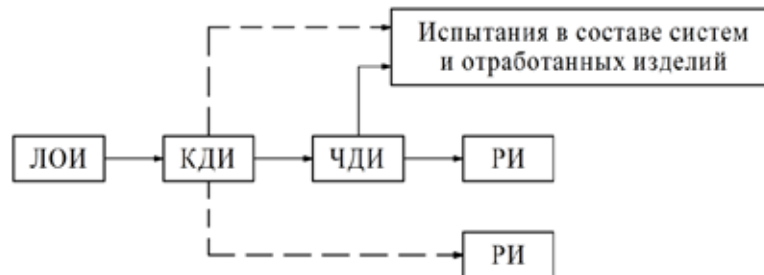 Испытания в составе систем
и отработанных изделий
ЛОИ
КДИ
ЧДИ
РИ
РИ